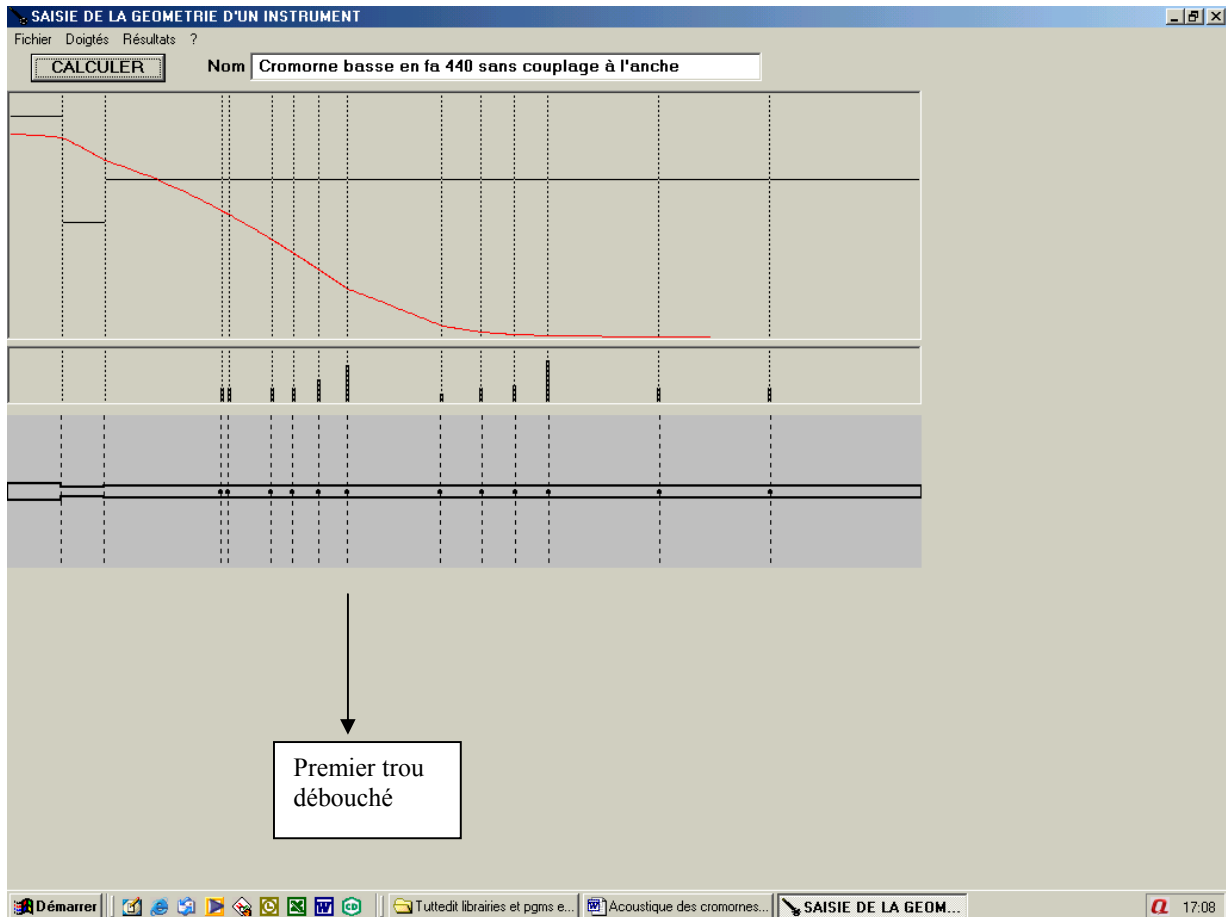 SAISIE DE LA GEOMETRIE D'UN INSTRUMENT
Fichier Doigtés Résultats ?
CALCULER Nom Cromorne basse en fa 440 sans couplage à l'anche
Premier trou
débouché
Démarrer Tuttedit librairies et pgms e... Acoustique des cromornes... SAISIE DE LA GEOM... 17:08